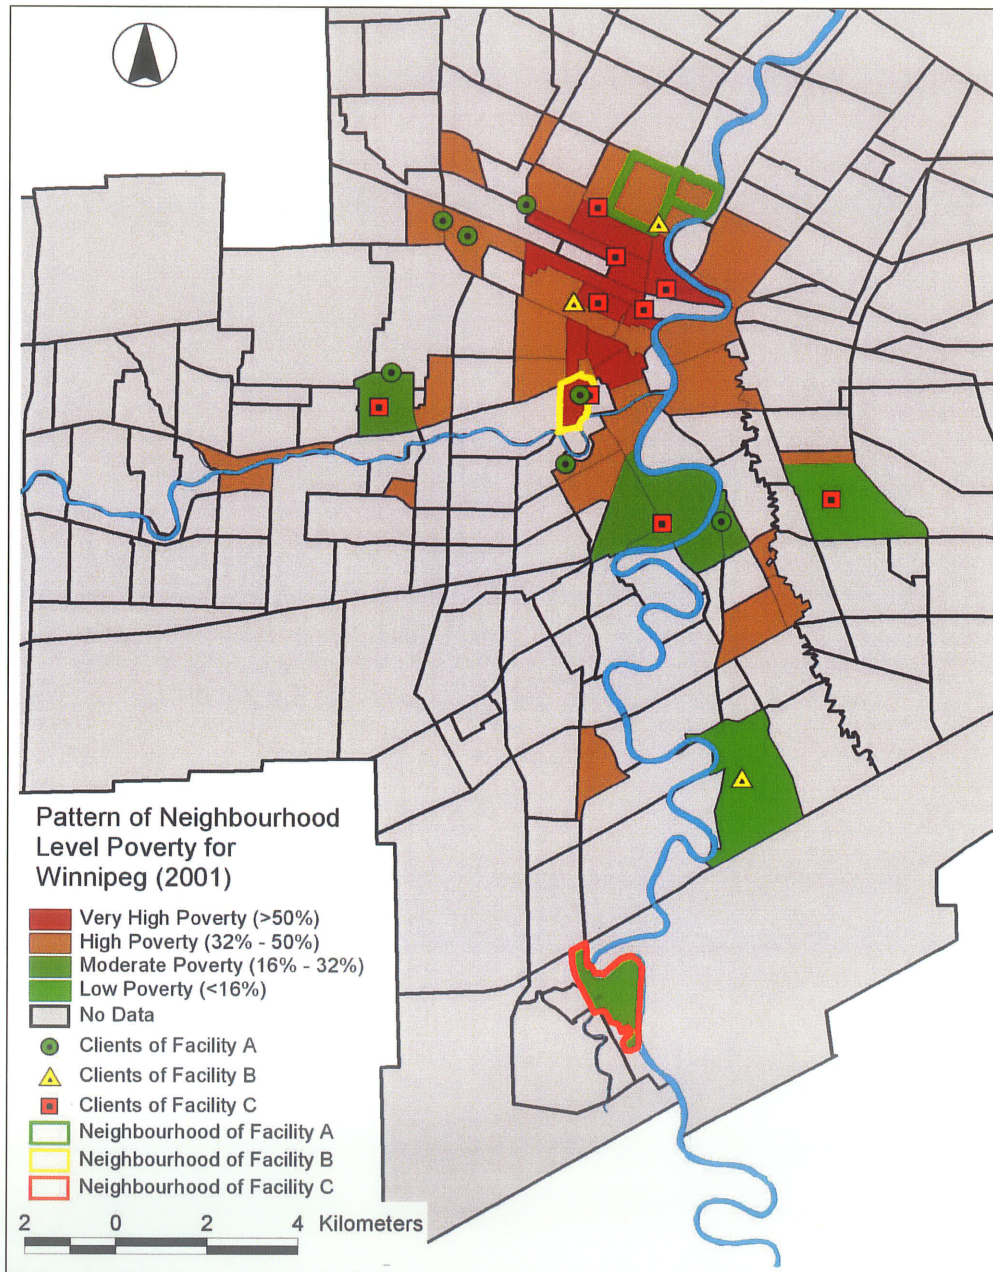 Pattern of Neighbourhood
Level Poverty for
Winnipeg (2001)
Very High Poverty (>50%)
High Poverty (32% - 50%)
Moderate Poverty (16% - 32%)
Low Poverty (<16%)
No Data
Clients of Facility A
Clients of Facility B
Clients of Facility C
Neighbourhood of Facility A
Neighbourhood of Facility B
Neighbourhood of Facility C
2 0 2 4 Kilometers